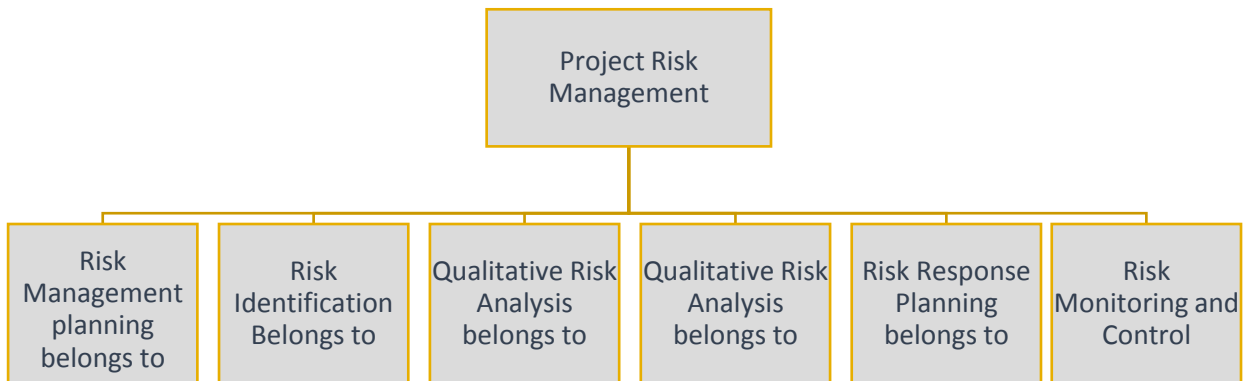 Project Risk
Management
Risk
Management
planning
belongs to
Risk
Identification
Belongs to
Qualitative Risk
Analysis
belongs to
Qualitative Risk
Analysis
belongs to
Risk Response
Planning
belongs to
Risk
Monitoring and
Control